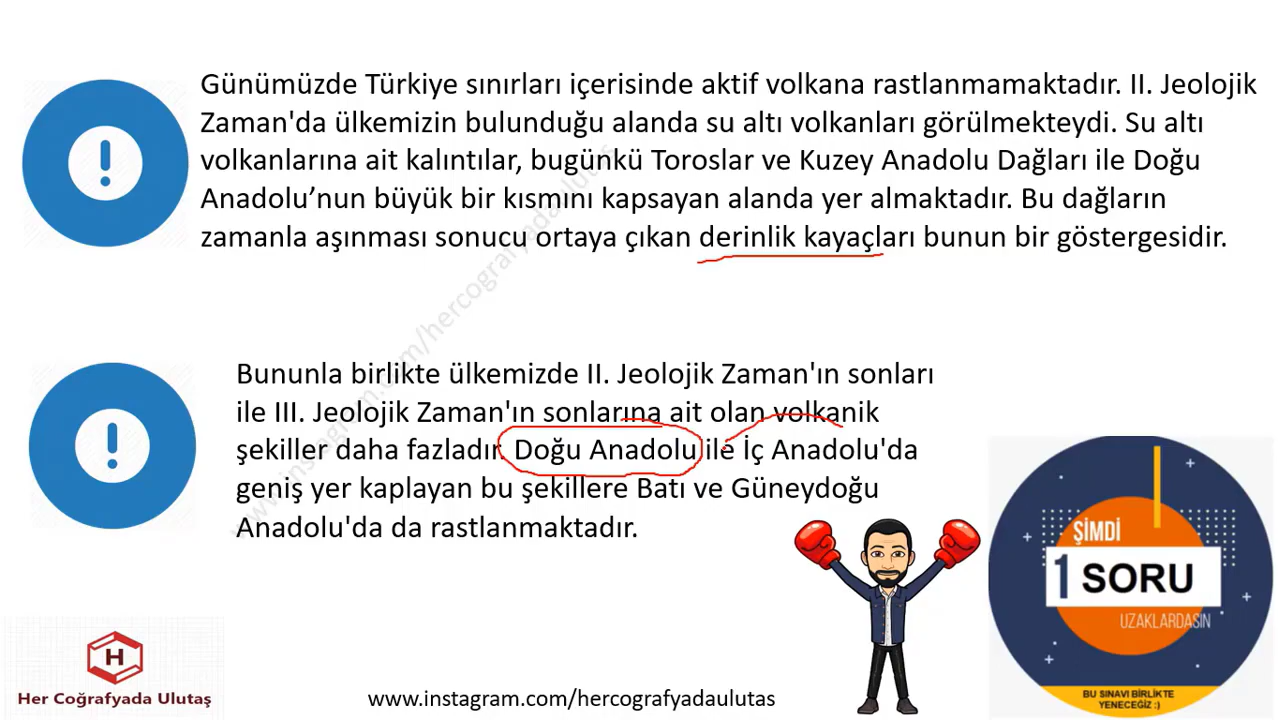 Günümüzde Türkiye sınırları içerisinde aktif volkana rastlanmamaktadır. II. Jeolojik
Zaman'da ülkemizin bulunduğu alanda su altı volkanları görülmekteydi. Su altı
volkanlarına ait kalıntılar, bugünkü Toroslar ve Kuzey Anadolu Dağları ile Doğu
Anadolu’nun büyük bir kısmını kapsayan alanda yer almaktadır. Bu dağların
zamanla aşınması sonucu ortaya çıkan derinlik kayaçları bunun bir göstergesidir.
www.instagram.com/hercografyadaulutas
Bununla birlikte ülkemizde II. Jeolojik Zaman'ın sonları
ile III. Jeolojik Zaman'ın sonlarına ait olan volkanik
şekiller daha fazladır. Doğu Anadolu ile İç Anadolu'da
geniş yer kaplayan bu şekillere Batı ve Güneydoğu
Anadolu'da da rastlanmaktadır.
ŞİMDİ
1 SORU
UZAKLARDASIN
BU SINAVI BİRLİKTE
YENECEĞİZ :)
H
Her Coğrafyada Ulutaş
www.instagram.com/hercografyadaulutas